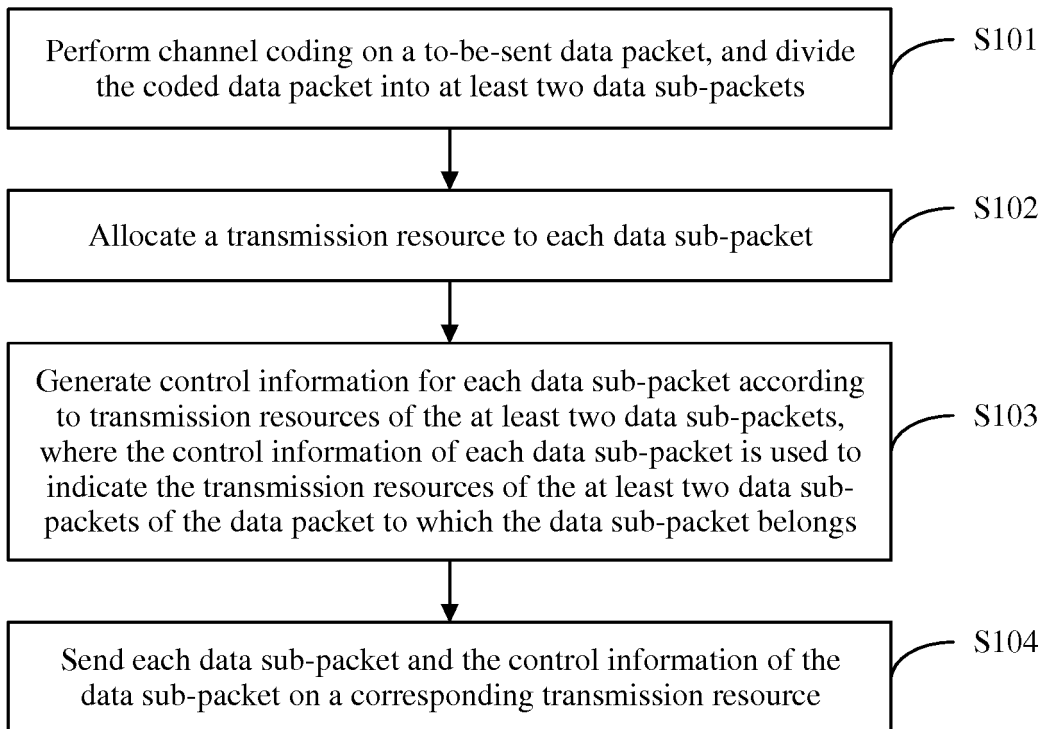 Perform channel coding on a to-be-sent data packet, and divide
the coded data packet into at least two data sub-packets
S101
Allocate a transmission resource to each data sub-packet
S102
Generate control information for each data sub-packet according
to transmission resources of the at least two data sub-packets,
where the control information of each data sub-packet is used to
indicate the transmission resources of the at least two data sub-
packets of the data packet to which the data sub-packet belongs
S103
Send each data sub-packet and the control information of the
data sub-packet on a corresponding transmission resource
S104